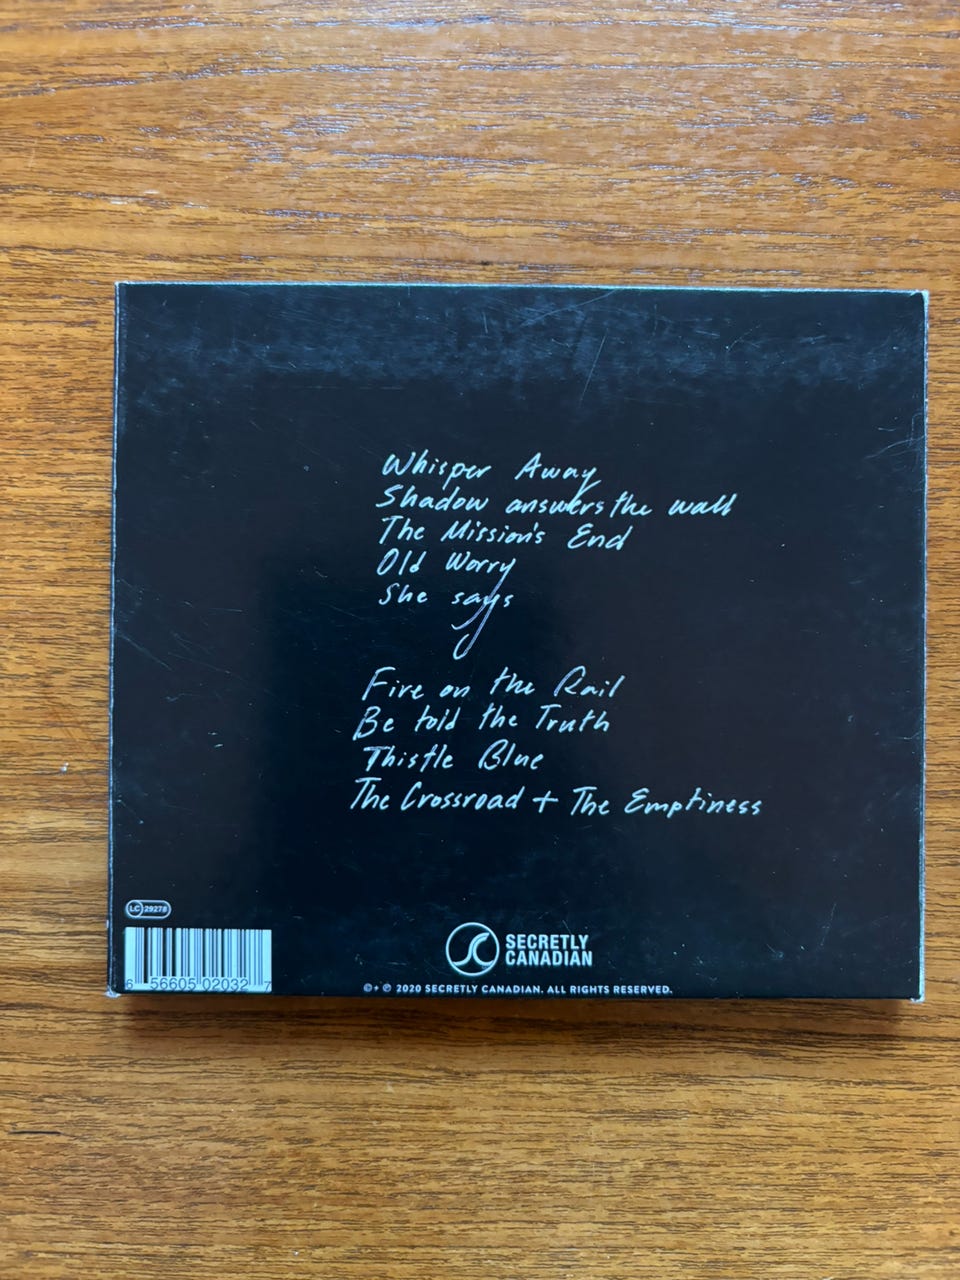 Whisper Away
Shadow answers the wall
The Mission's End
Old Worry
She says
Fire on the Rail
Be told the Truth
Thistle Blue
The Crossroad + The Emptiness
LC 29278
6 56605 02032 7
SECRETLY
CANADIAN
©+℗ 2020 SECRETLY CANADIAN. ALL RIGHTS RESERVED.